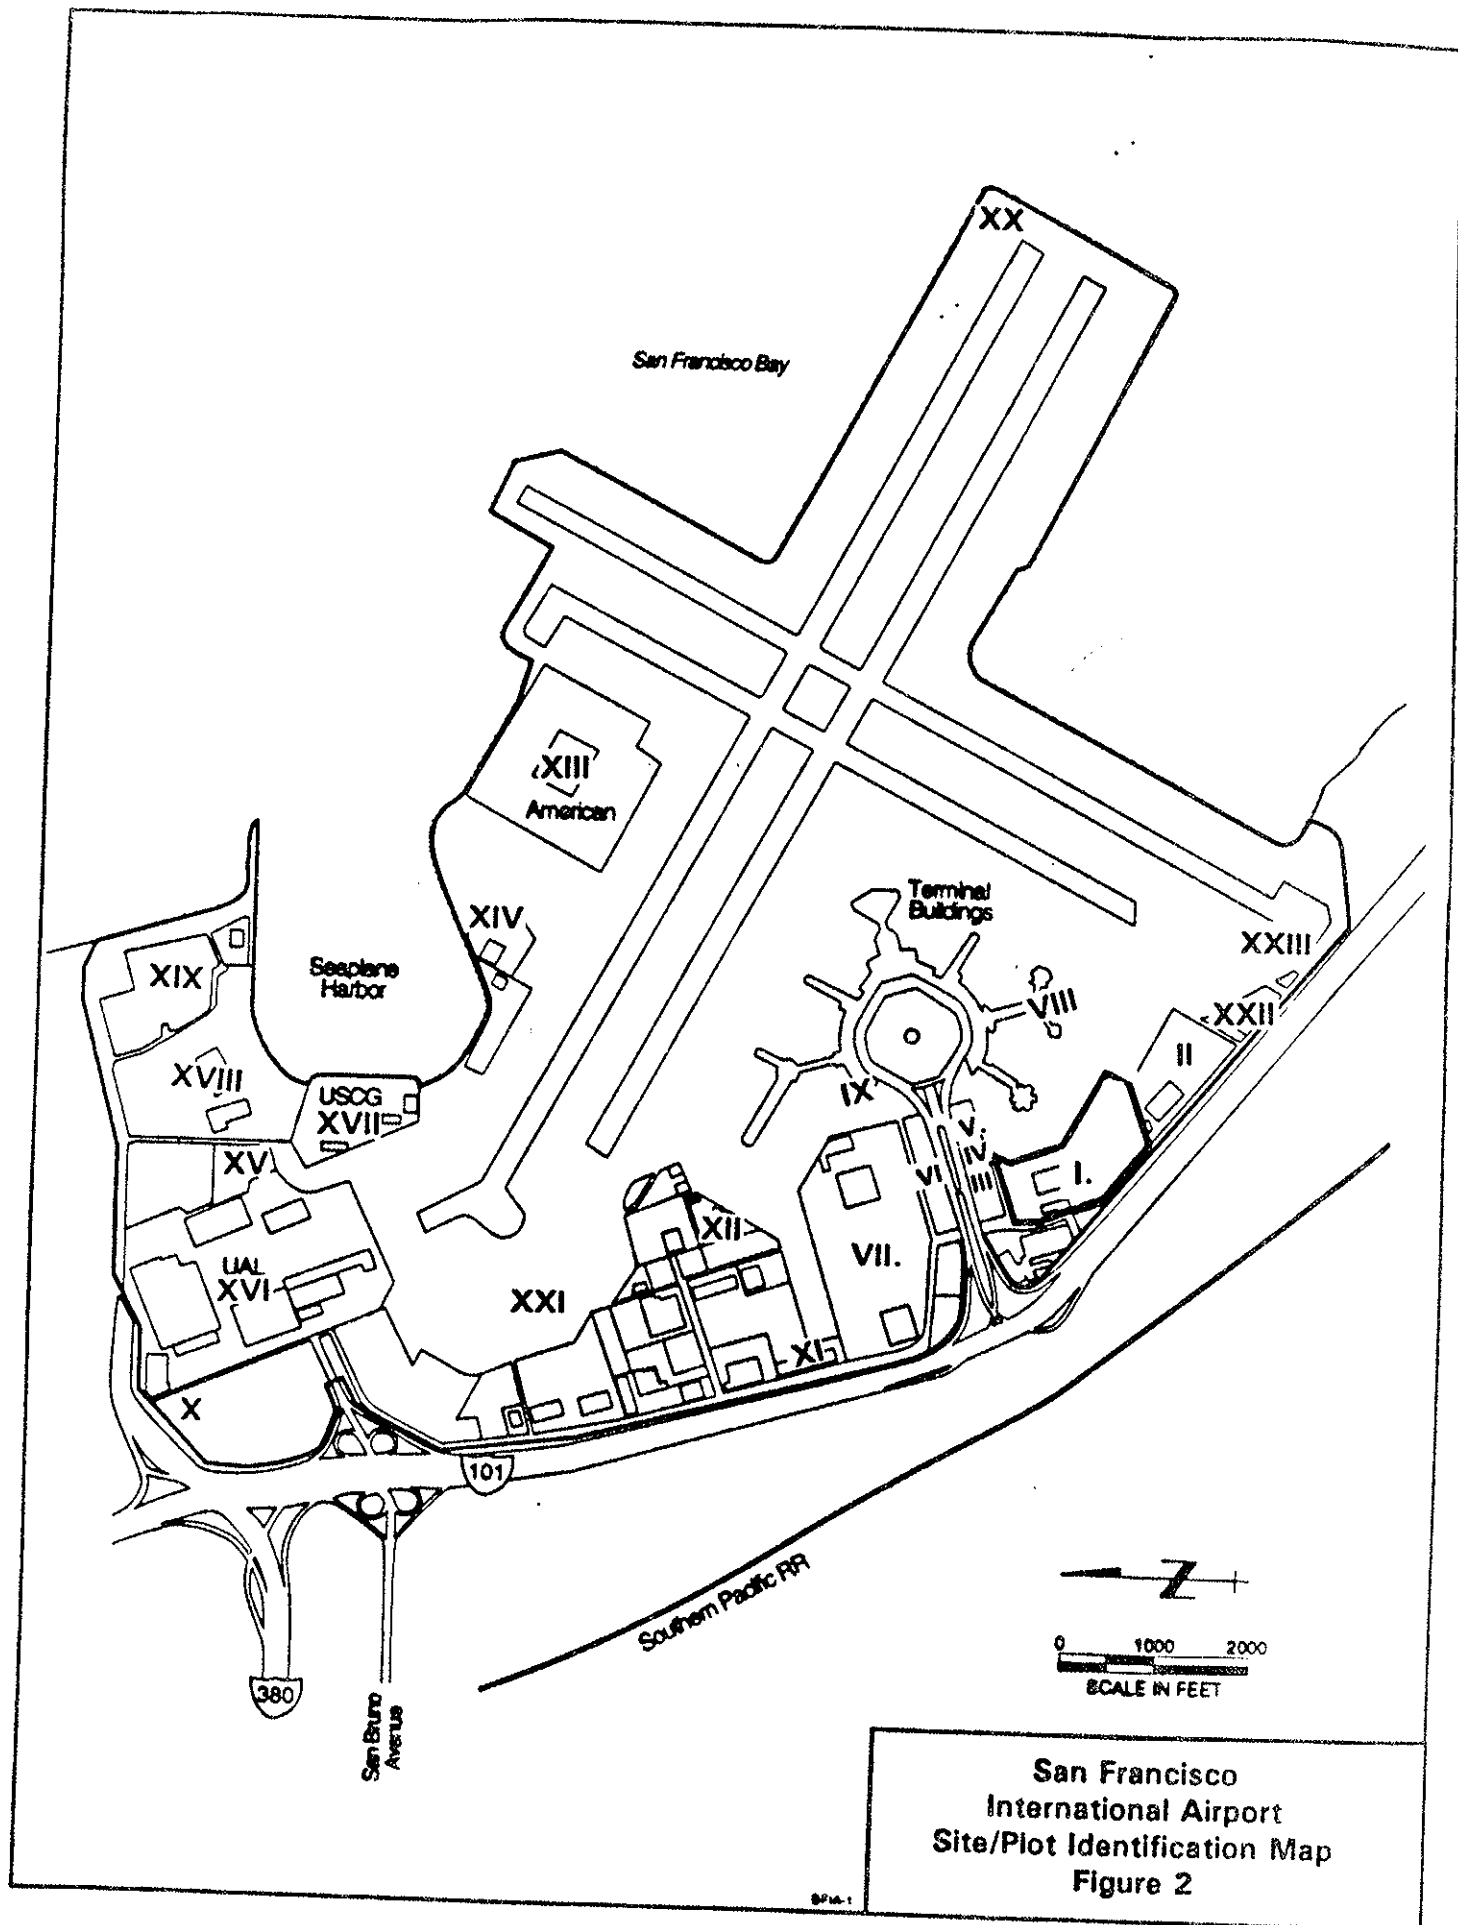 XX
San Francisco Bay
XIII
American
Terminal
Buildings
XIV
XXIII
XIX
Seaplane
Harbor
VIII
XXII
II
XVIII
USCG
XVII
IX
V.
IV
III
VI
I.
XV
XII
VII.
UAL
XVI
XXI
XI
X
101
Southern Pacific RR
380
San Bruno
Avenue
0 1000 2000
SCALE IN FEET
San Francisco
International Airport
Site/Plot Identification Map
Figure 2